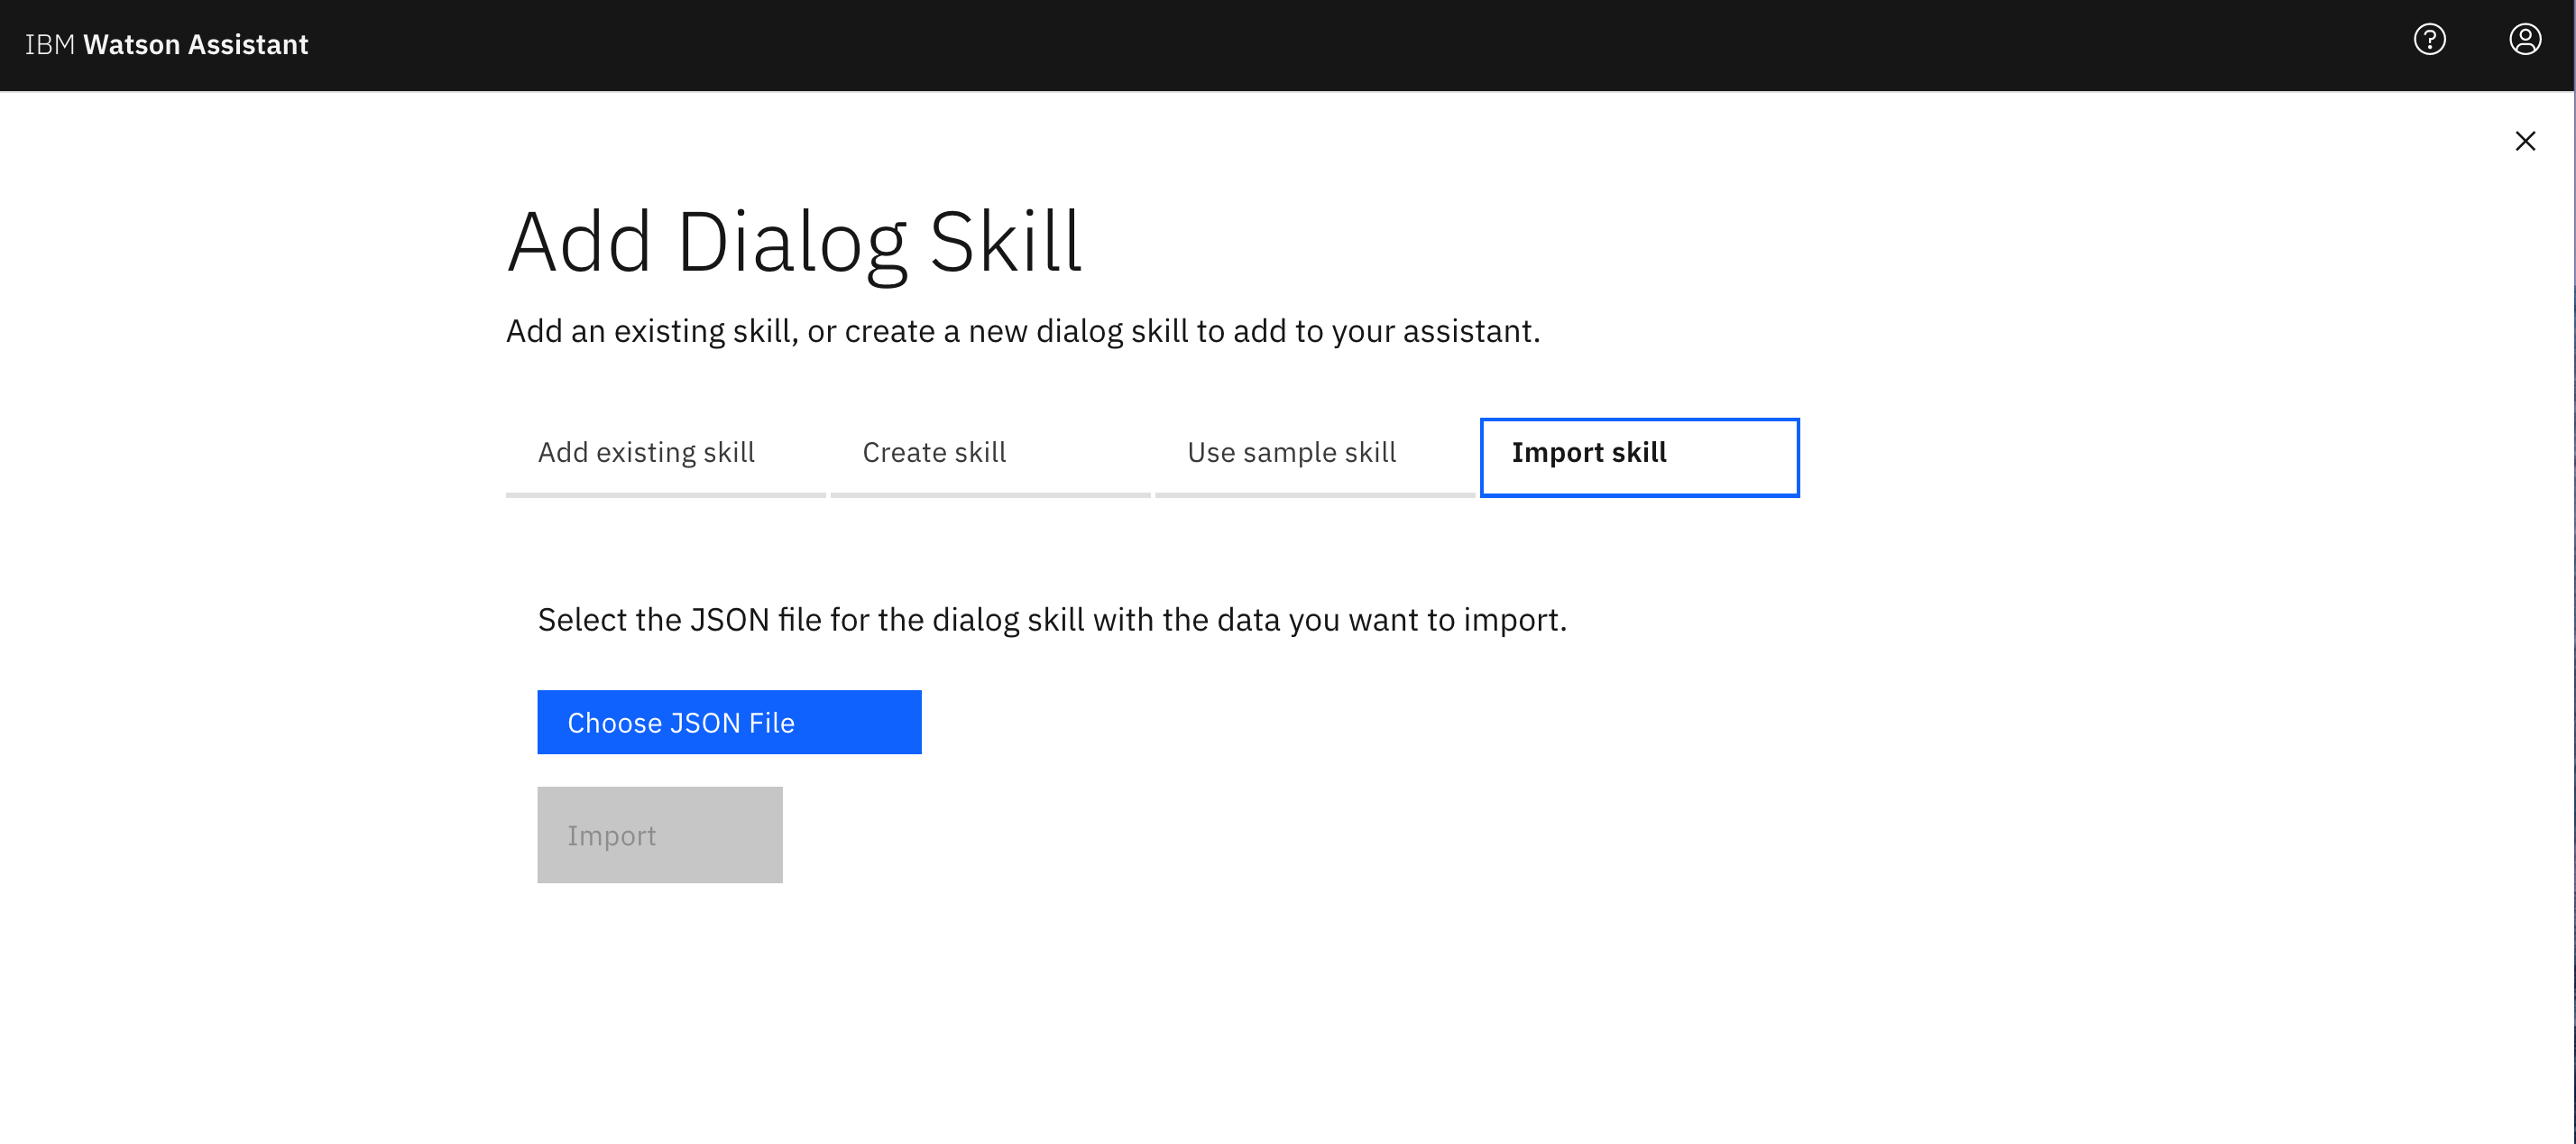 IBM Watson Assistant
Add Dialog Skill
Add an existing skill, or create a new dialog skill to add to your assistant.
Add existing skill
Create skill
Use sample skill
Import skill
Select the JSON file for the dialog skill with the data you want to import.
Choose JSON File
Import